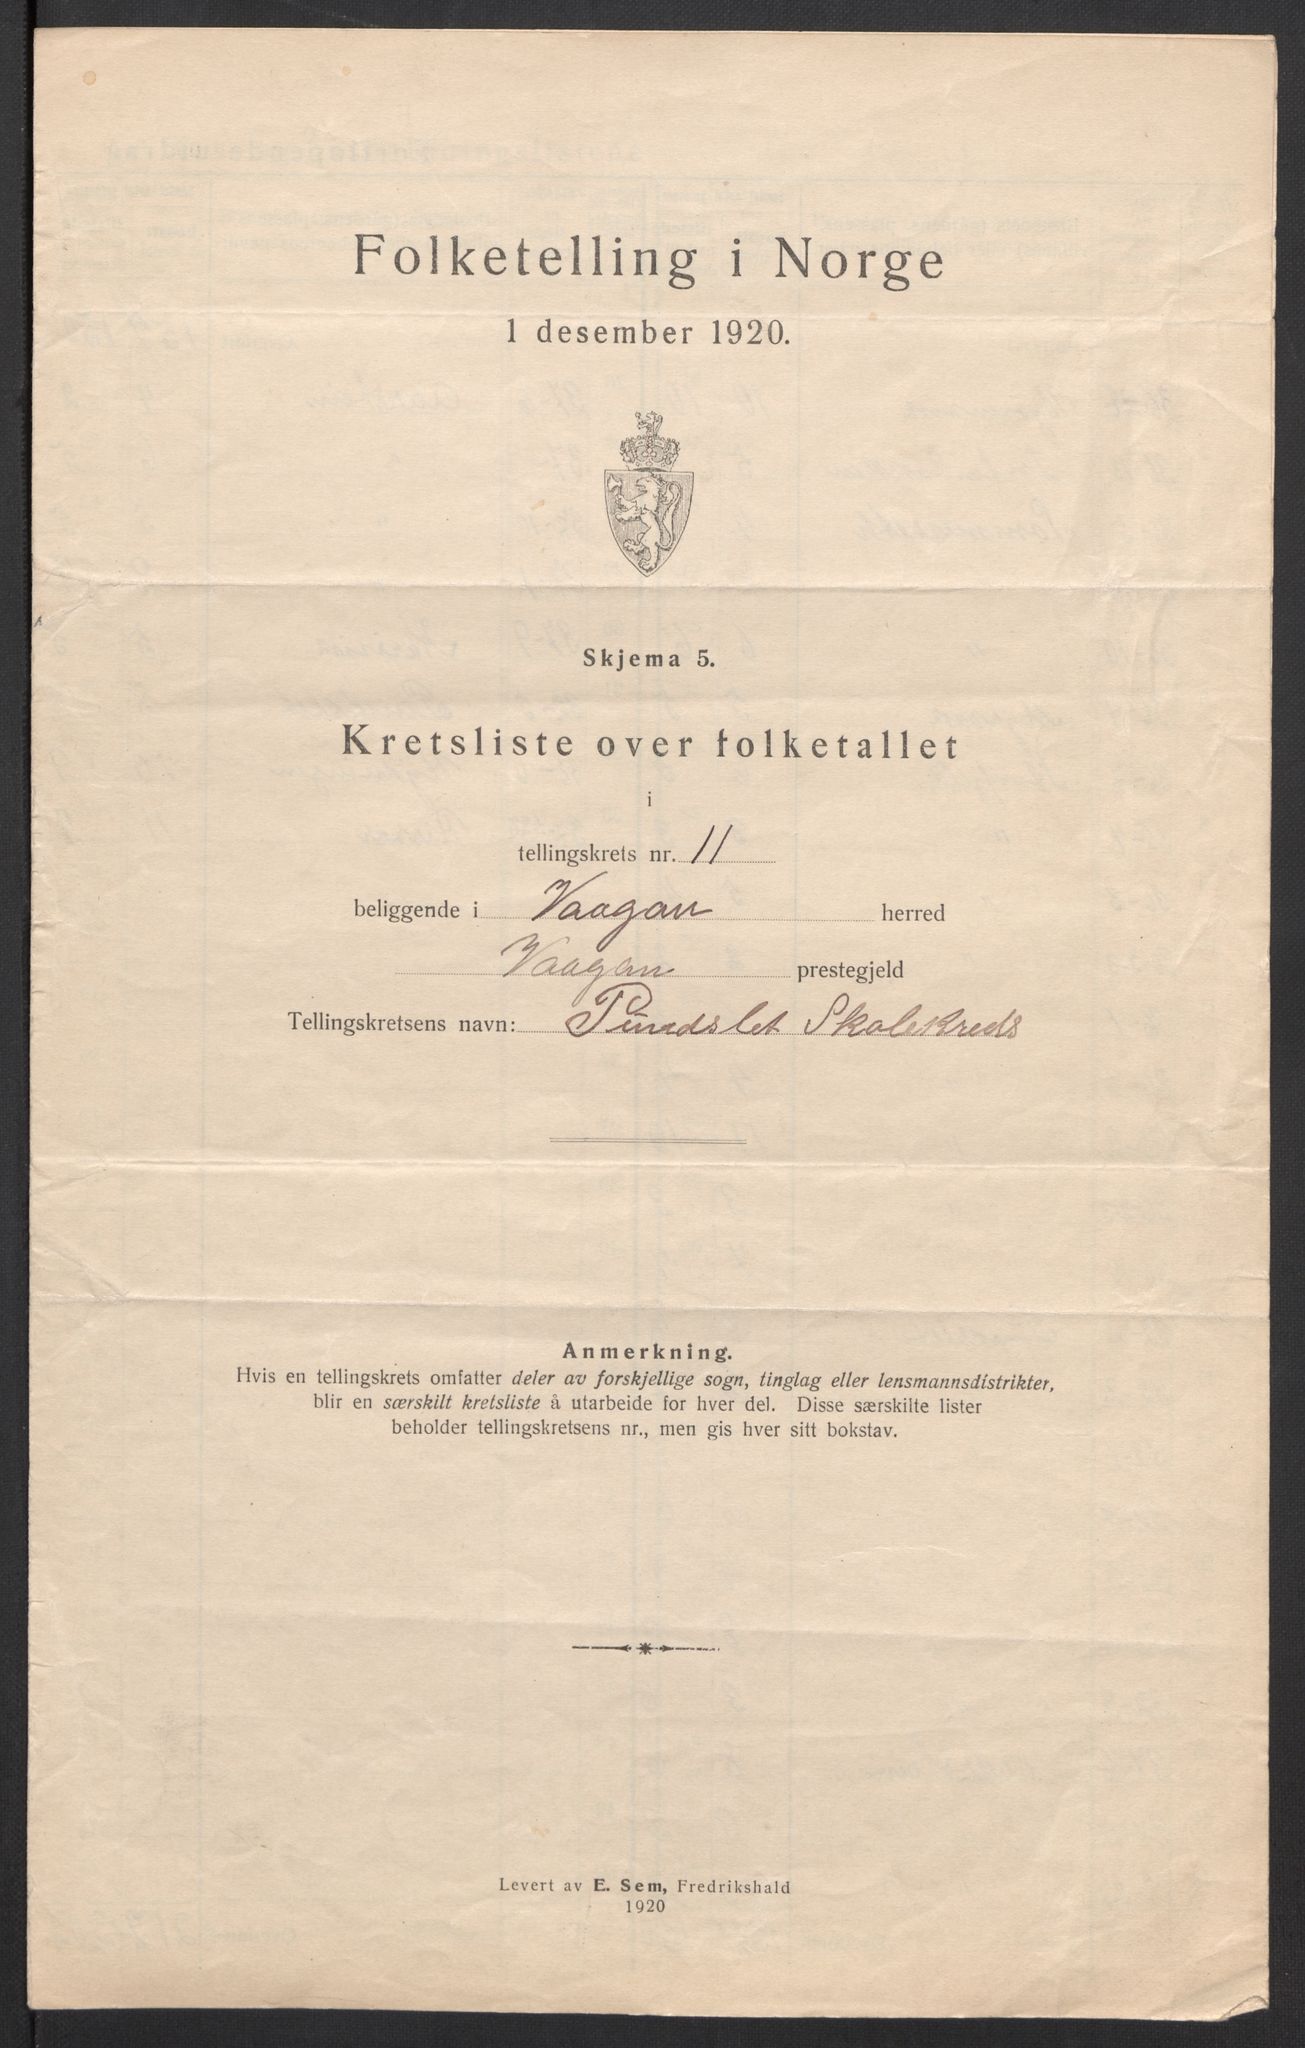 Folketelling i Norge
1 desember 1920.
Skjema 5.
Kretsliste over folketallet
i
tellingskrets nr. 11
beliggende i Vaagan herred
Vaagan prestegjeld
Tellingskretsens navn: Pundslet Skolekreds
Anmerkning.
Hvis en tellingskrets omfatter deler av forskjellige sogn, tinglag eller lensmannsdistrikter,
blir en særskilt kretsliste å utarbeide for hver del. Disse særskilte lister
beholder tellingskretsens nr., men gis hver sitt bokstav.
Levert av E. Sem, Fredrikshald
1920